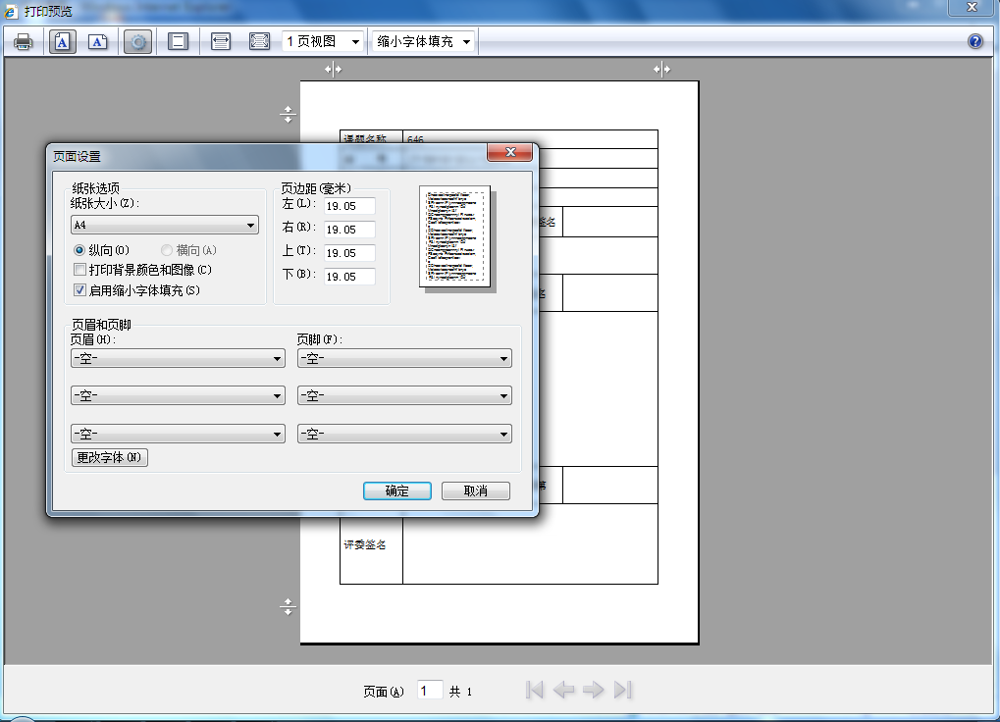 打印预览
1 页视图
缩小字体填充
课题名称 646
页面设置
纸张选项
纸张大小(Z):
A4
纵向(O) 横向(A)
打印背景颜色和图像(C)
启用缩小字体填充(S)
页边距(毫米)
左(L): 19.05
右(R): 19.05
上(T): 19.05
下(B): 19.05
页眉和页脚
页眉(H): 页脚(F):
-空- -空-
-空- -空-
-空- -空-
更改字体(N)
确定 取消
签名
评委签名
页面(A) 1 共 1